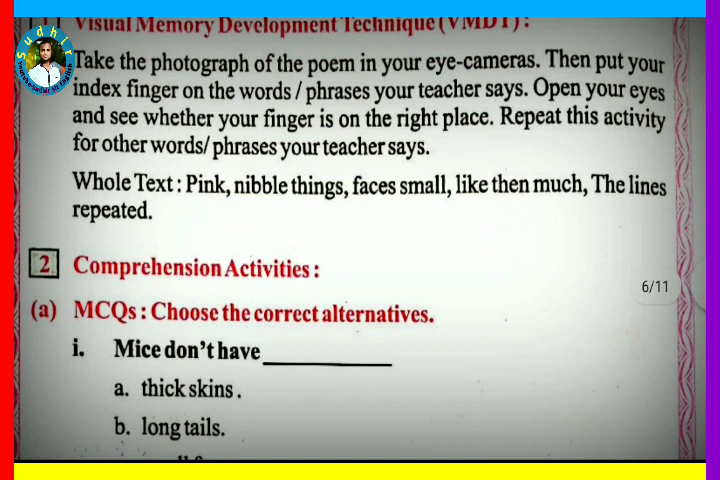 Visual Memory Development Technique (VMDT):
Sudhir
Take the photograph of the poem in your eye-cameras. Then put your
index finger on the words / phrases your teacher says. Open your eyes
and see whether your finger is on the right place. Repeat this activity
for other words/ phrases your teacher says.
Whole Text : Pink, nibble things, faces small, like then much, The lines
repeated.
2 Comprehension Activities :
6/11
(a) MCQs : Choose the correct alternatives.
i. Mice don't have ____________
a. thick skins .
b. long tails.